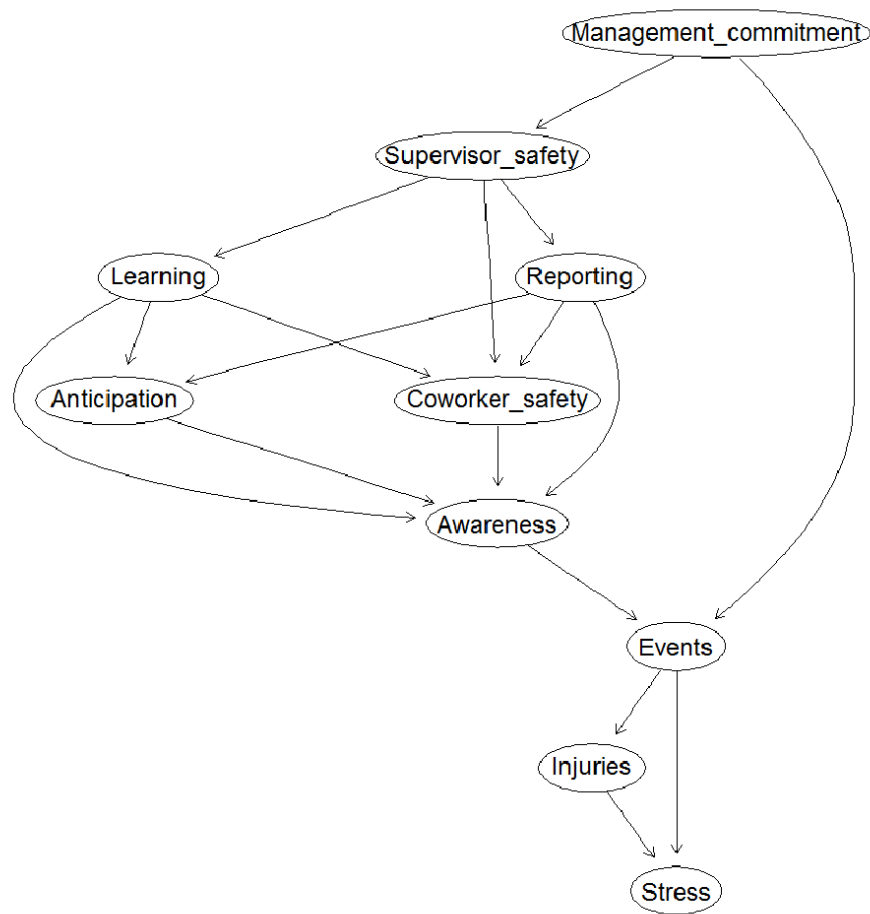 Management_commitment
Supervisor_safety
Learning
Reporting
Anticipation
Coworker_safety
Awareness
Events
Injuries
Stress